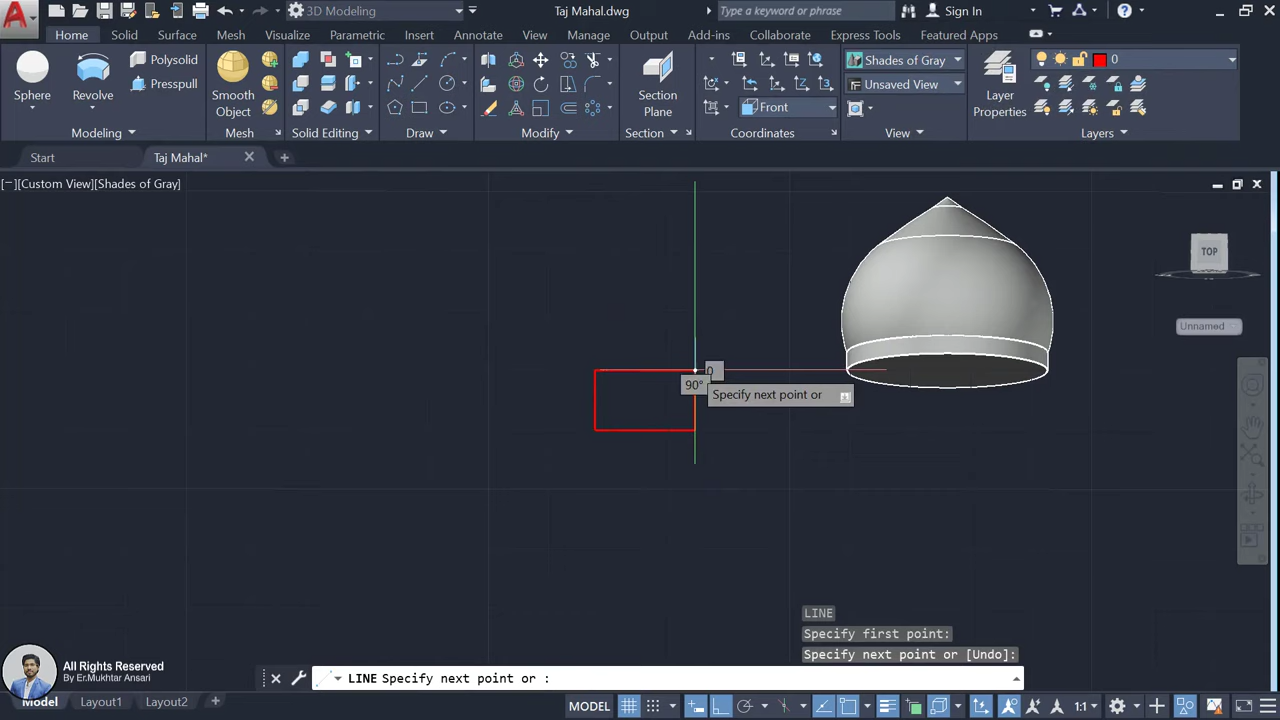 3D Modeling
Taj Mahal.dwg
Type a keyword or phrase
Sign In
Home
Solid
Surface
Mesh
Visualize
Parametric
Insert
Annotate
View
Manage
Output
Add-ins
Collaborate
Express Tools
Featured Apps
Sphere
Revolve
Polysolid
Presspull
Smooth
Object
Section
Plane
Front
Shades of Gray
Unsaved View
Layer
Properties
0
Modeling
Mesh
Solid Editing
Draw
Modify
Section
Coordinates
View
Layers
Start
Taj Mahal*
[−][Custom View][Shades of Gray]
TOP
Unnamed
0
90°
Specify next point or
LINE
Specify first point:
Specify next point or [Undo]:
All Rights Reserved
By Er.Mukhtar Ansari
LINE Specify next point or :
Model
Layout1
Layout2
MODEL
1:1